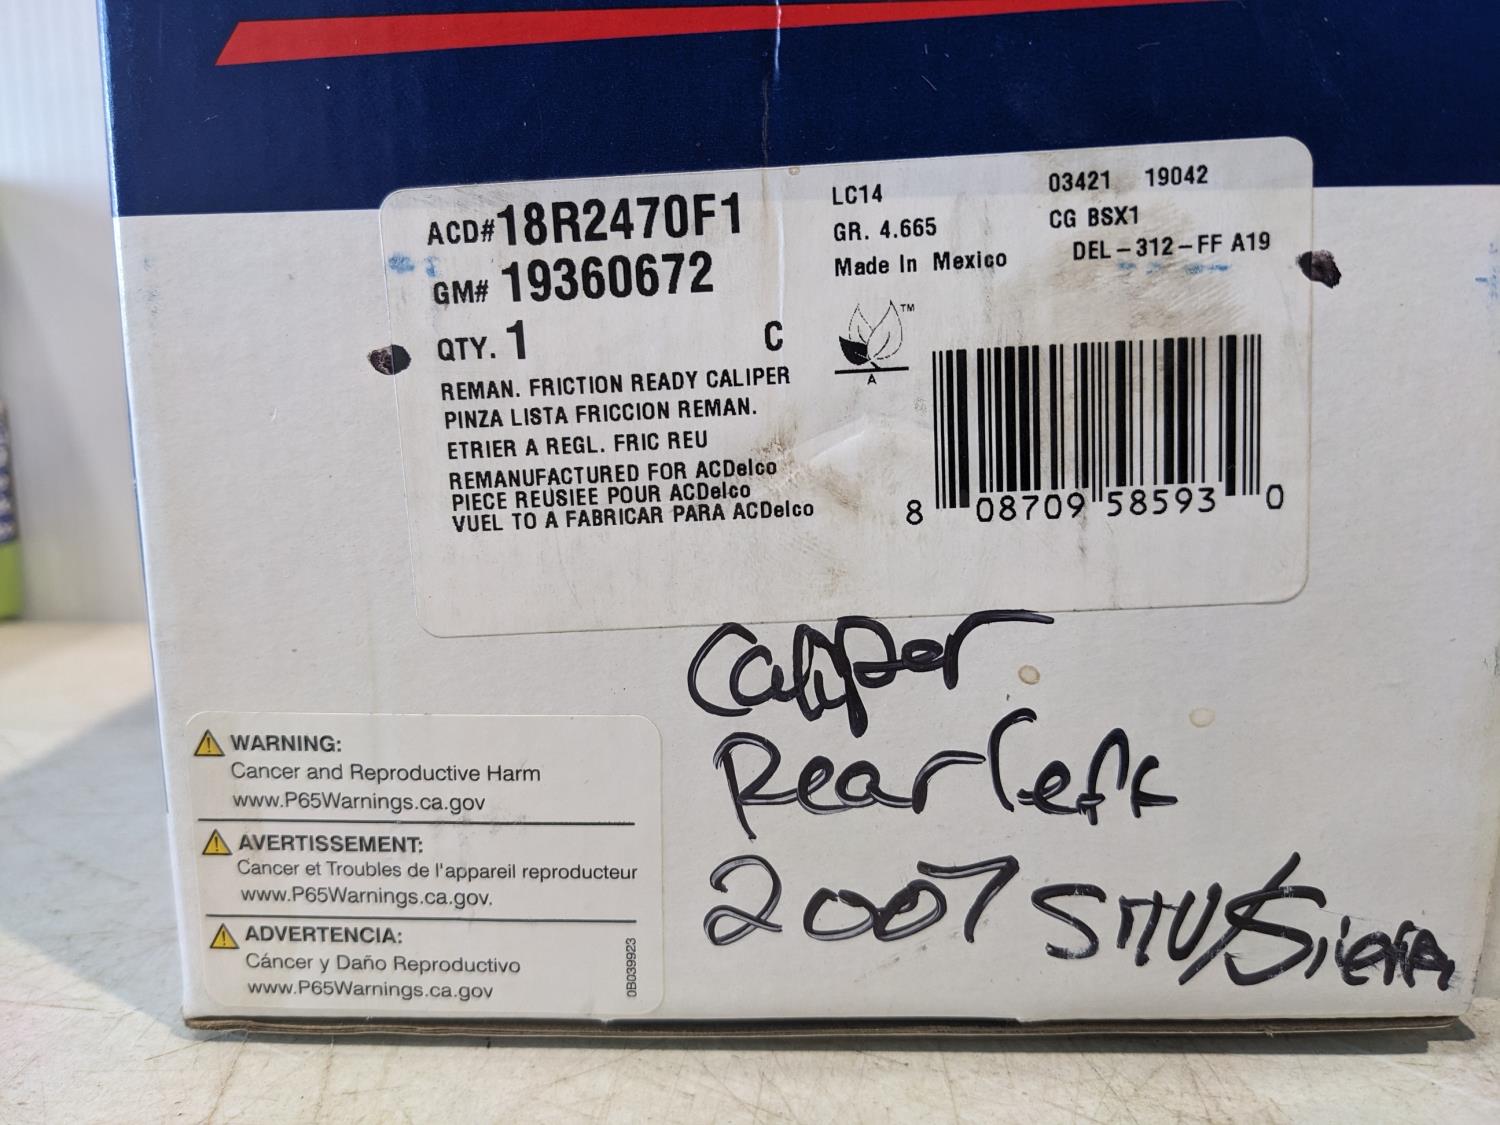 ACD# 18R2470F1
GM# 19360672
QTY. 1 C
REMAN. FRICTION READY CALIPER
PINZA LISTA FRICCION REMAN.
ETRIER A REGL. FRIC REU
REMANUFACTURED FOR ACDelco
PIECE REUSIEE POUR ACDelco
VUEL TO A FABRICAR PARA ACDelco
LC14
GR. 4.665
Made In Mexico
03421 19042
CG BSX1
DEL-312-FF A19
TM
A
8 08709 58593 0
Caliper
Rear Left
2007
WARNING:
Cancer and Reproductive Harm
www.P65Warnings.ca.gov
AVERTISSEMENT:
Cancer et Troubles de l'appareil reproducteur
www.P65Warnings.ca.gov.
ADVERTENCIA:
Cáncer y Daño Reproductivo
www.P65Warnings.ca.gov
0B039923